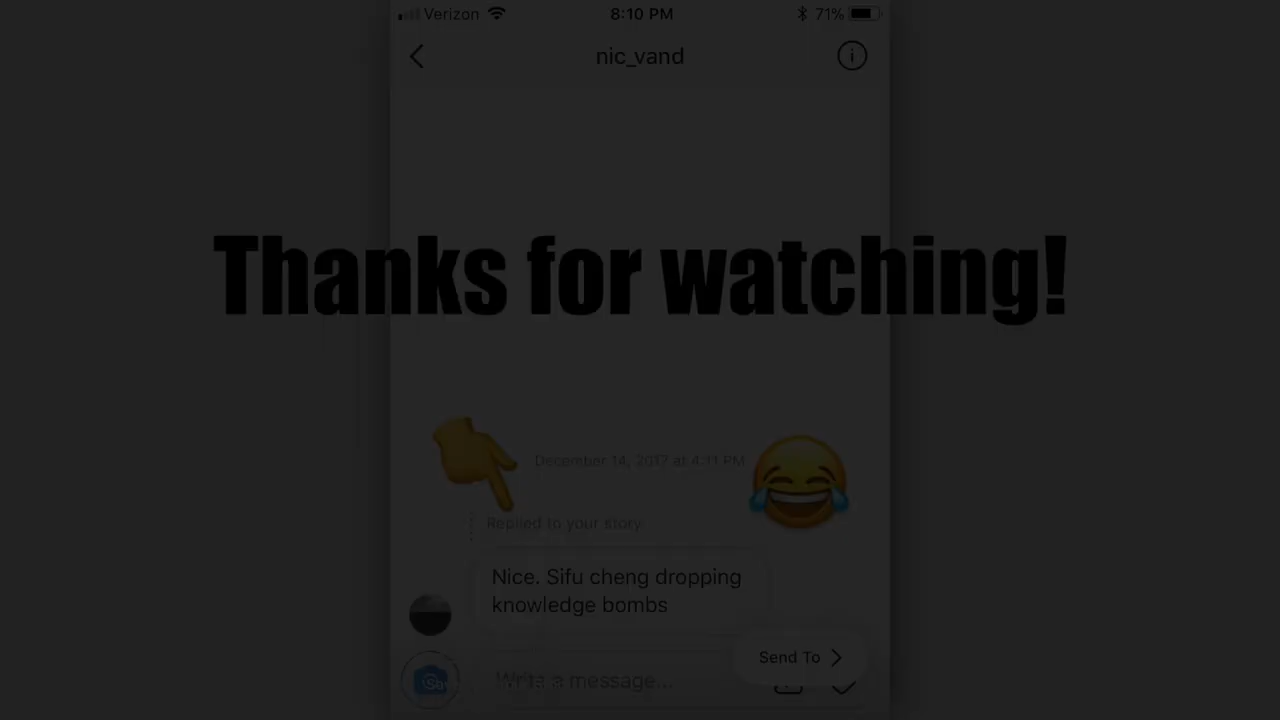 Verizon 8:10 PM 71%
nic_vand
Thanks for watching!
December 14, 2017 at 4:11 PM
Replied to your story
Nice. Sifu cheng dropping
knowledge bombs
Send To
Write a message...